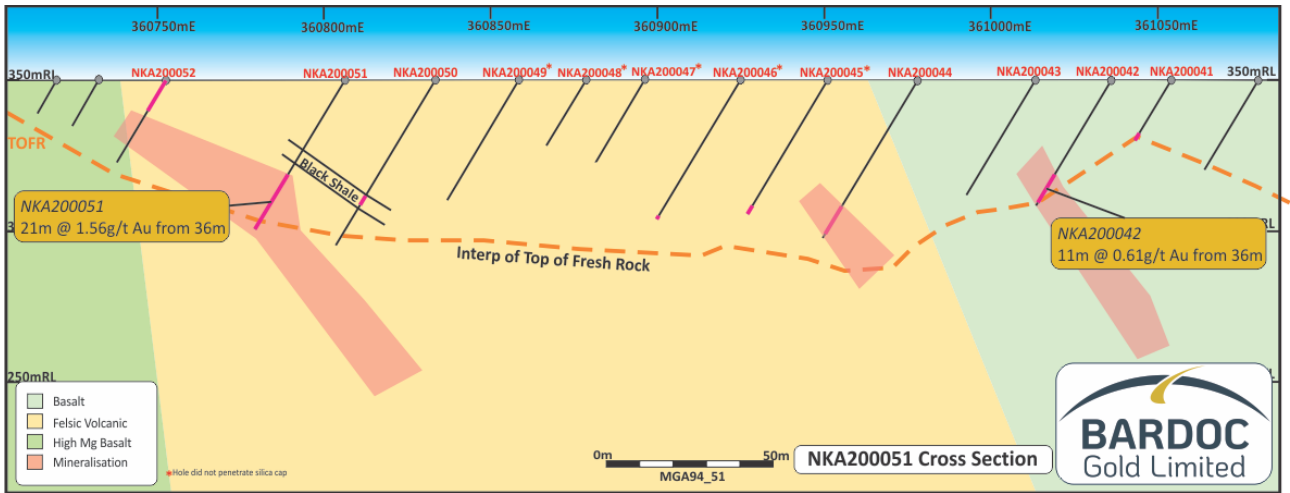 360750mE 360800mE 360850mE 360900mE 360950mE 361000mE 361050mE
350mRL NKA200052 NKA200051 NKA200050 NKA200049* NKA200048* NKA200047* NKA200046* NKA200045* NKA200044 NKA200043 NKA200042 NKA200041 350mRL
TOFR
Black Shale
NKA200051
21m @ 1.56g/t Au from 36m
NKA200042
11m @ 0.61g/t Au from 36m
Interp of Top of Fresh Rock
250mRL
Basalt
Felsic Volcanic
High Mg Basalt
Mineralisation
*Hole did not penetrate silica cap
0m 50m
MGA94_51
NKA200051 Cross Section
BARDOC
Gold Limited